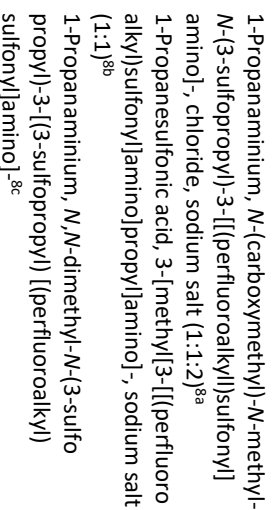 1-Propanaminium, N-(carboxymethyl)-N-methyl-
N-(3-sulfopropyl)-3-[[(perfluoroalkyl)sulfonyl]
amino]-, chloride, sodium salt (1:1:2)8a
1-Propanesulfonic acid, 3-[methyl[3-[[(perfluoro
alkyl)sulfonyl]amino]propyl]amino]-, sodium salt
(1:1)8b
1-Propanaminium, N,N-dimethyl-N-(3-sulfo
propyl)-3-[(3-sulfopropyl) [(perfluoroalkyl)
sulfonyl]amino]-8c